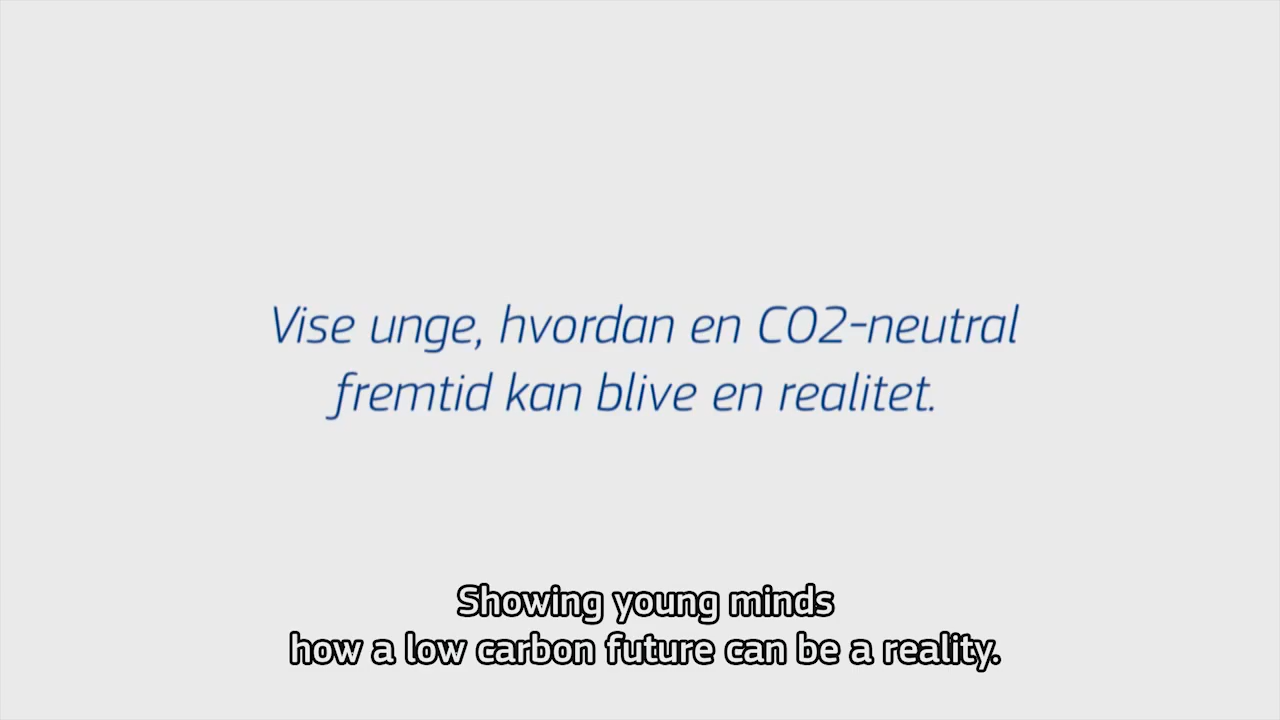 Vise unge, hvordan en CO2-neutral
fremtid kan blive en realitet.
Showing young minds
how a low carbon future can be a reality.